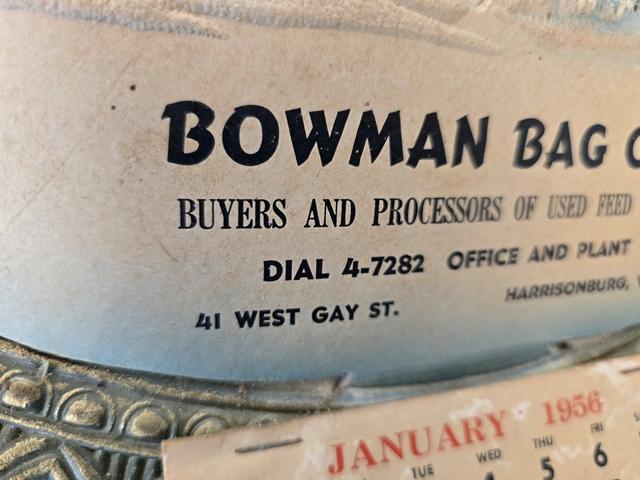 BOWMAN BAG
BUYERS AND PROCESSORS OF USED FEED
DIAL 4-7282 OFFICE AND PLANT
41 WEST GAY ST. HARRISONBURG,
JANUARY 1956
TUE WED THU FRI
4 5 6